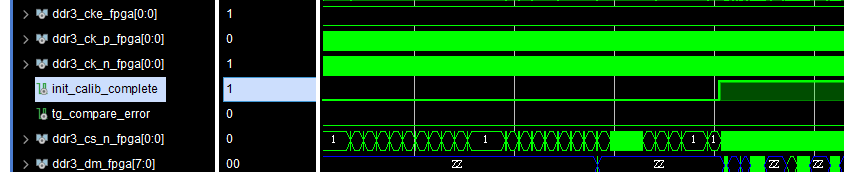 ddr3_cke_fpga[0:0] 1
ddr3_ck_p_fpga[0:0] 0
ddr3_ck_n_fpga[0:0] 1
init_calib_complete 1
tg_compare_error 0
ddr3_cs_n_fpga[0:0] 0 1 1 1 1
ddr3_dm_fpga[7:0] 00 ZZ ZZ ZZ ZZ